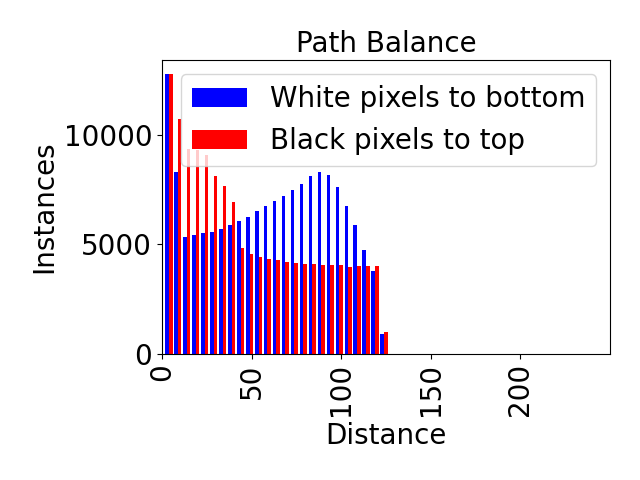 Path Balance
White pixels to bottom
Black pixels to top
Instances
10000
5000
0
0
50
100
150
200
Distance